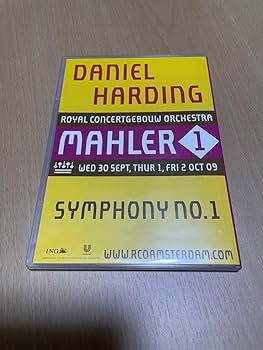 DANIEL
HARDING
ROYAL CONCERTGEBOUW ORCHESTRA
MAHLER 1
WED 30 SEPT, THUR 1, FRI 2 OCT 09
SYMPHONY NO.1
ING
Unilever
WWW.RCOAMSTERDAM.COM